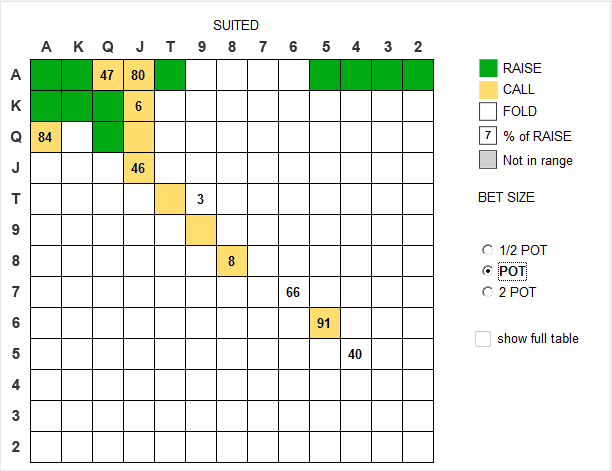 SUITED
A K Q J T 9 8 7 6 5 4 3 2
A 47 80
K 6
Q 84
J 46
T 3
9
8 8
7 66
6 91
5 40
4
3
2
RAISE
CALL
FOLD
7 % of RAISE
Not in range
BET SIZE
1/2 POT
POT
2 POT
show full table